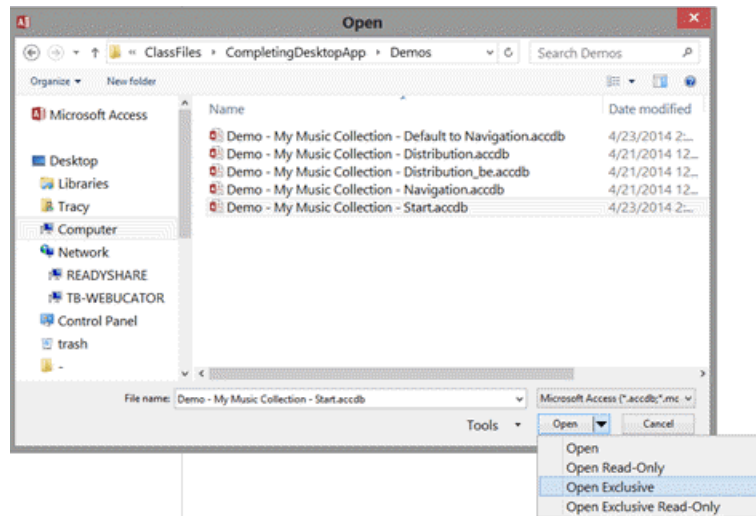 Open
« ClassFiles › CompletingDesktopApp › Demos
Search Demos
Organize New folder
Microsoft Access
Desktop
Libraries
Tracy
Computer
Network
READYSHARE
TB-WEBUCATOR
Control Panel
trash
-
Name Date modified
Demo - My Music Collection - Default to Navigation.accdb 4/23/2014 2:...
Demo - My Music Collection - Distribution.accdb 4/21/2014 12...
Demo - My Music Collection - Distribution_be.accdb 4/21/2014 12...
Demo - My Music Collection - Navigation.accdb 4/21/2014 12...
Demo - My Music Collection - Start.accdb 4/23/2014 2:...
File name: Demo - My Music Collection - Start.accdb Microsoft Access (*.accdb;*.mc
Tools Open Cancel
Open
Open Read-Only
Open Exclusive
Open Exclusive Read-Only